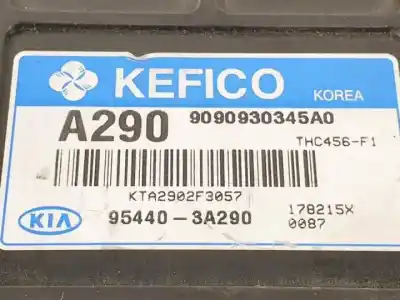 KEFICO KOREA
A290 9090930345A0
THC456-F1
KTA2902F3057
KIA 95440-3A290 178215X
0087